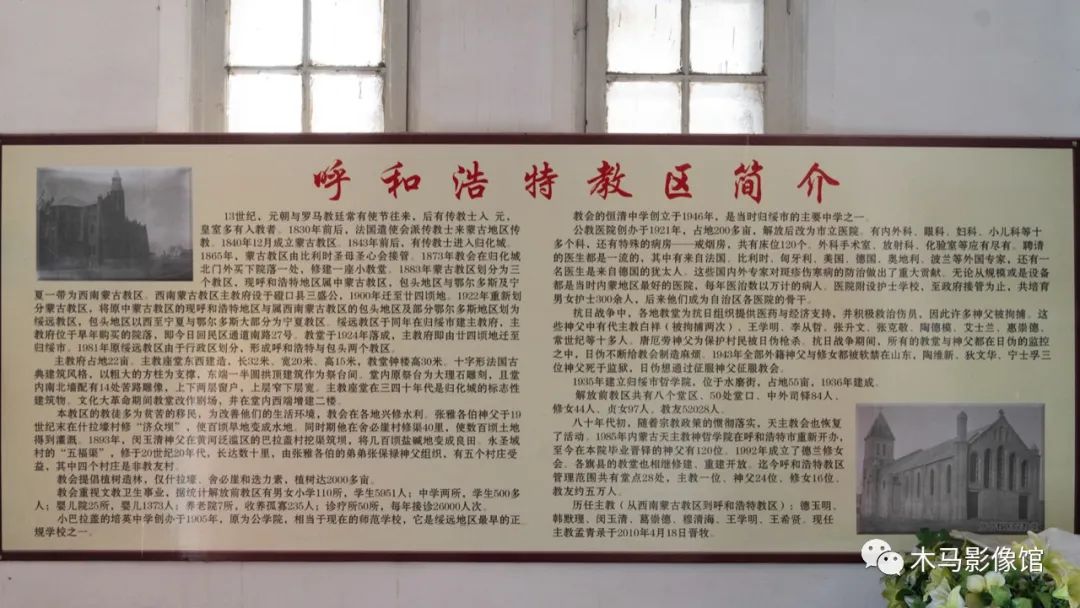 呼和浩特教区简介
13世纪，元朝与罗马教廷常有使节往来，后有传教士入 元，
皇室多有入教者。1830年前后，法国遣使会派传教士来蒙古地区传
教。1840年12月成立蒙古教区。1843年前后，有传教士进入归化城。
1865年，蒙古教区由比利时圣母圣心会接管。1873年教会在归化城
北门外买下院落一处，修建一座小教堂。1883年蒙古教区划分为三
个教区，现呼和浩特地区属中蒙古教区，包头地区与鄂尔多斯及宁
夏一带为西南蒙古教区。西南蒙古教区主教府设于磴口县三盛公，1900年迁至廿四顷地。1922年重新划
分蒙古教区，将原中蒙古教区的现呼和浩特地区与属西南蒙古教区的包头地区及部分鄂尔多斯地区划为
绥远教区，包头地区以西至宁夏与鄂尔多斯大部分为宁夏教区。绥远教区于同年在归绥市建主教府，主
教府位于早年购买的院落，即今日回民区通道南路27号。教堂于1924年落成，主教府即由廿四顷地迁至
归绥市。1981年原绥远教区由于行政区划分，形成呼和浩特与包头两个教区。
主教府占地22亩。主教座堂东西建造，长32米、宽20米、高15米，教堂钟楼高30米。十字形法国古
典建筑风格，以粗大的方柱为支撑，东端一半圆拱顶建筑作为祭台间。堂内原祭台为大理石雕刻，且堂
内南北墙配有14处苦路雕像，上下两层窗户，上层窄下层宽。主教座堂在三四十年代是归化城的标志性
建筑物。文化大革命期间教堂改作剧场，并在堂内西端增建二楼。
本教区的教徒多为贫苦的移民，为改善他们的生活环境，教会在各地兴修水利。张雅各伯神父于19
世纪末在什拉壕村修“济众坝”，使百顷旱地变成水地。同时期他在舍必崖村修渠40里，使数百顷土地
得到灌溉。1893年，闵玉清神父在黄河泛滥区的巴拉盖村挖渠筑坝，将几百顷盐碱地变成良田。永圣域
村的“五福渠”，修于20世纪20年代，长达数十里，由张雅各伯的弟弟张保禄神父组织，有五个村庄受
益，其中四个村庄是非教友村。
教会提倡植树造林，仅什拉壕、舍必崖和迭力素，植树达2000多亩。
教会重视文教卫生事业，据统计解放前教区有男女小学110所，学生5951人；中学两所，学生500多
人；婴儿院25所，婴儿1373人；养老院7所，收养孤寡235人；诊疗所50所，每年接诊26000人次。
小巴拉盖的培英中学创办于1905年，原为公学院，相当于现在的师范学校，它是绥远地区最早的正
规学校之一。
教会的恒清中学创立于1946年，是当时归绥市的主要中学之一。
公教医院创办于1921年，占地200多亩，解放后改为市立医院。有内外科、眼科、妇科、小儿科等十
多个科，还有特殊的病房——戒烟房，共有床位120个。外科手术室、放射科、化验室等应有尽有。聘请
的医生都是一流的，其中有来自法国、比利时、匈牙利、美国、德国、奥地利、波兰等外国专家，还有一
名医生是来自德国的犹太人。这些国内外专家对斑疹伤寒病的防治做出了重大贡献。无论从规模或是设备
都是当时内蒙地区最好的医院，每年医治数以万计的病人。医院附设护士学校，至政府接管为止，共培育
男女护士300余人，后来他们成为自治区各医院的骨干。
抗日战争中，各地教堂为抗日组织提供医药与经济支持，并积极救治伤员，因此许多神父被拘捕。这
些神父中有代主教白祥（被拘捕两次）、王学明、李从哲、张升文、张克敬、陶德模、艾士兰、惠崇德、
常世纪等十多人。唐厄旁神父为保护村民被日伪枪杀。抗日战争期间，所有的教堂与神父都在日伪的监控
之中，日伪不断给教会制造麻烦。1943年全部外籍神父与修女都被软禁在山东，陶维新、狄文华、宁士孚三
位神父死于监狱，日伪想通过征服神父征服教会。
1935年建立归绥市哲学院，位于水磨街，占地55亩，1936年建成。
解放前教区共有八个堂区、50处堂口、中外司铎84人、
修女44人、贞女97人、教友52028人。
八十年代初，随着宗教政策的惯彻落实，天主教会也恢复
了活动。1985年内蒙古天主教神哲学院在呼和浩特市重新开办，
至今在本院毕业晋铎的神父有120位。1992年成立了德兰修女
会。各旗县的教堂也相继修建、重建开放。迄今呼和浩特教区
管理范围共有堂点28处，主教一位、神父24位、修女16位。
教友约五万人。
历任主教（从西南蒙古教区到呼和浩特教区）：德玉明、
韩默理、闵玉清、葛崇德、穆清海、王学明、王希贤。现任
主教孟青录于2010年4月18日晋牧。
木马影像馆